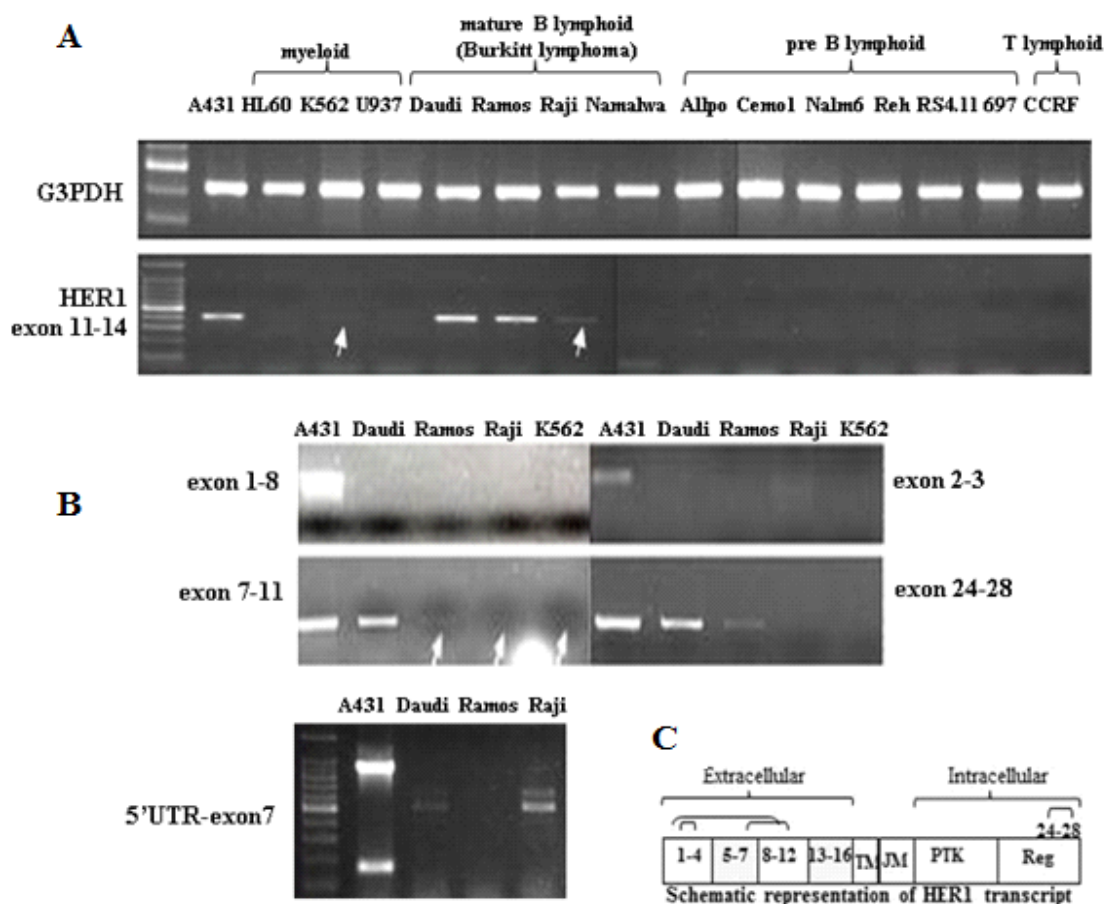 A
mature B lymphoid
(Burkitt lymphoma)
myeloid
pre B lymphoid
T lymphoid
A431 HL60 K562 U937 Daudi Ramos Raji Namalwa Allpo Cemo1 Nalm6 Reh RS4.11 697 CCRF
G3PDH
HER1
exon 11-14
B
A431 Daudi Ramos Raji K562 A431 Daudi Ramos Raji K562
exon 1-8
exon 2-3
exon 7-11
exon 24-28
A431 Daudi Ramos Raji
5’UTR-exon7
C
Extracellular
Intracellular
24-28
1-4 5-7 8-12 13-16 TM JM PTK Reg
Schematic representation of HER1 transcript